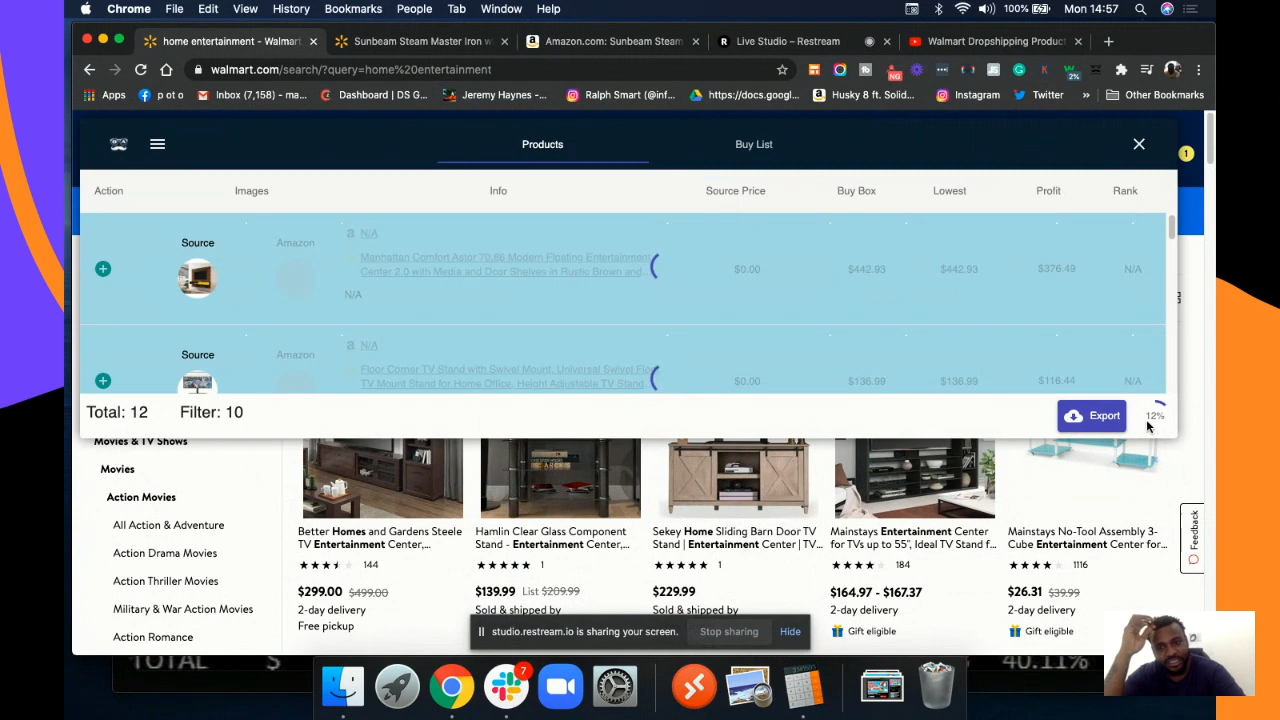 Chrome File Edit View History Bookmarks People Tab Window Help 100% Mon 14:57
home entertainment - Walmart Sunbeam Steam Master Iron w Amazon.com: Sunbeam Steam Live Studio – Restream Walmart Dropshipping Product
walmart.com/search/?query=home%20entertainment NG 2%
Apps p ot o Inbox (7,158) - ma... Dashboard | DS G... Jeremy Haynes -... Ralph Smart (@inf... https://docs.googl... Husky 8 ft. Solid... Instagram Twitter » Other Bookmarks
Products Buy List
1
Action Images Info Source Price Buy Box Lowest Profit Rank
Source Amazon
N/A
Manhattan Comfort Astor 70.86 Modern Floating Entertainment
Center 2.0 with Media and Dcor Shelves in Rustic Brown and...
N/A
$0.00 $442.93 $442.93 $376.49 N/A
Source Amazon
N/A
Floor Corner TV Stand with Swivel Mount, Universal Swivel Floor
TV Mount Stand for Home Office, Height Adjustable TV Stand...
$0.00 $136.99 $136.99 $116.44 N/A
Total: 12 Filter: 10 Export 12%
Movies & TV Shows
Movies
Action Movies
All Action & Adventure
Action Drama Movies
Action Thriller Movies
Military & War Action Movies
Action Romance
Better Homes and Gardens Steele
TV Entertainment Center,...
144
$299.00 $499.00
2-day delivery
Free pickup
Hamlin Clear Glass Component
Stand - Entertainment Center,...
1
$139.99 List $209.99
Sold & shipped by
Sekey Home Sliding Barn Door TV
Stand | Entertainment Center | TV...
1
$229.99
Sold & shipped by
Mainstays Entertainment Center
for TVs up to 55", Ideal TV Stand f...
184
$164.97 - $167.37
2-day delivery
Gift eligible
Mainstays No-Tool Assembly 3-
Cube Entertainment Center for...
1116
$26.31 $39.99
2-day delivery
Gift eligible
Feedback
studio.restream.io is sharing your screen. Stop sharing Hide
TOTAL $ 40.11%
7